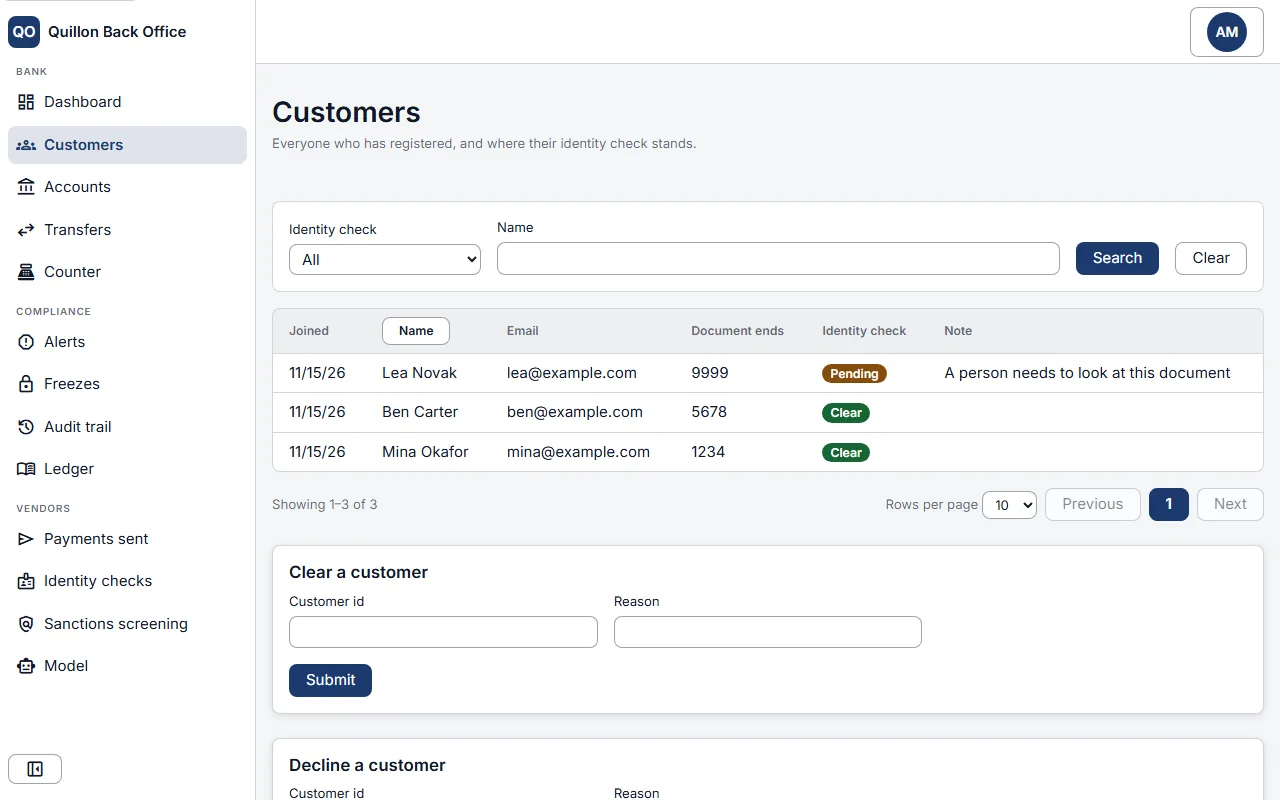 QO Quillon Back Office
AM
BANK
Dashboard
Customers
Accounts
Transfers
Counter
COMPLIANCE
Alerts
Freezes
Audit trail
Ledger
VENDORS
Payments sent
Identity checks
Sanctions screening
Model
Customers
Everyone who has registered, and where their identity check stands.
Identity check Name
All Search Clear
Joined Name Email Document ends Identity check Note
11/15/26 Lea Novak lea@example.com 9999 Pending A person needs to look at this document
11/15/26 Ben Carter ben@example.com 5678 Clear
11/15/26 Mina Okafor mina@example.com 1234 Clear
Showing 1–3 of 3 Rows per page 10 Previous 1 Next
Clear a customer
Customer id Reason
Submit
Decline a customer
Customer id Reason